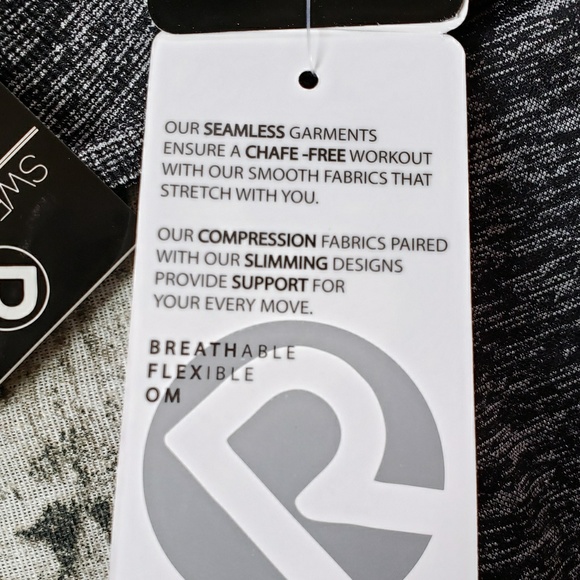 OUR SEAMLESS GARMENTS
ENSURE A CHAFE -FREE WORKOUT
WITH OUR SMOOTH FABRICS THAT
STRETCH WITH YOU.
OUR COMPRESSION FABRICS PAIRED
WITH OUR SLIMMING DESIGNS
PROVIDE SUPPORT FOR
YOUR EVERY MOVE.
BREATHABLE
FLEXIBLE
OM
R